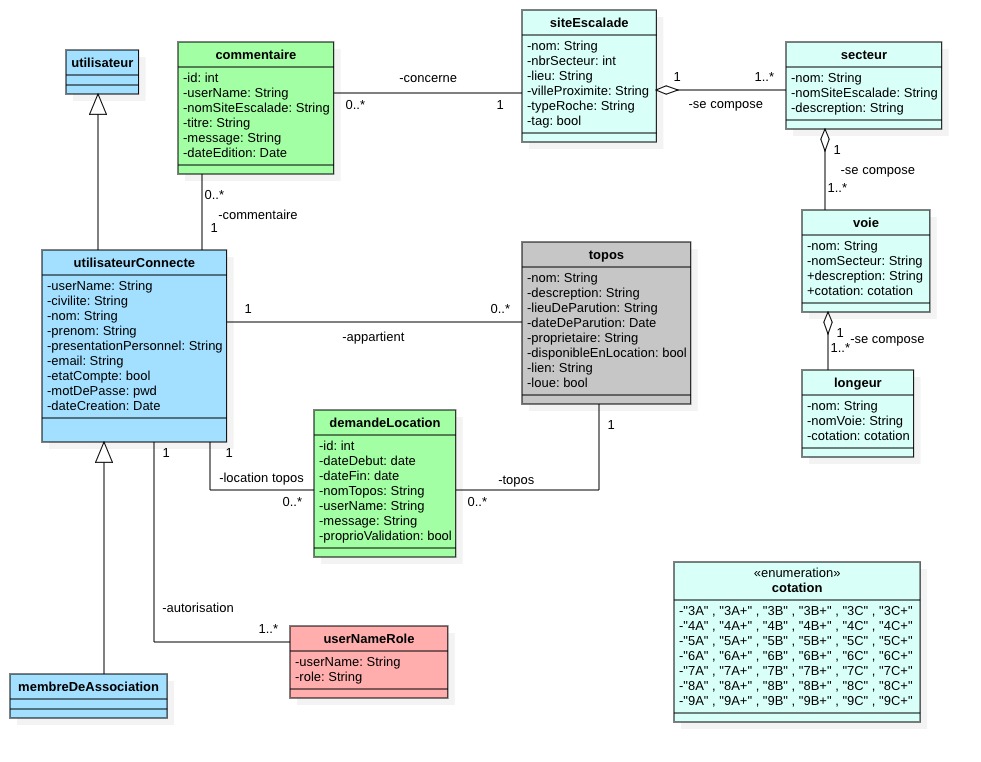 utilisateur
commentaire
-id: int
-userName: String
-nomSiteEscalade: String
-titre: String
-message: String
-dateEdition: Date
-concerne
0..*
1
siteEscalade
-nom: String
-nbrSecteur: int
-lieu: String
-villeProximite: String
-typeRoche: String
-tag: bool
1
1..*
-se compose
secteur
-nom: String
-nomSiteEscalade: String
-descreption: String
1
-se compose
1..*
0..*
-commentaire
1
voie
-nom: String
-nomSecteur: String
+descreption: String
+cotation: cotation
1
-se compose
1..*
longeur
-nom: String
-nomVoie: String
-cotation: cotation
utilisateurConnecte
-userName: String
-civilite: String
-nom: String
-prenom: String
-presentationPersonnel: String
-email: String
-etatCompte: bool
-motDePasse: pwd
-dateCreation: Date
1
0..*
-appartient
topos
-nom: String
-descreption: String
-lieuDeParution: String
-dateDeParution: Date
-proprietaire: String
-disponibleEnLocation: bool
-lien: String
-loue: bool
1
-topos
0..*
demandeLocation
-id: int
-dateDebut: date
-dateFin: date
-nomTopos: String
-userName: String
-message: String
-proprioValidation: bool
1
1
-location topos
0..*
-autorisation
1..*
userNameRole
-userName: String
-role: String
membreDeAssociation
«enumeration»
cotation
-"3A" , "3A+" , "3B" , "3B+" , "3C" , "3C+"
-"4A" , "4A+" , "4B" , "4B+" , "4C" , "4C+"
-"5A" , "5A+" , "5B" , "5B+" , "5C" , "5C+"
-"6A" , "6A+" , "6B" , "6B+" , "6C" , "6C+"
-"7A" , "7A+" , "7B" , "7B+" , "7C" , "7C+"
-"8A" , "8A+" , "8B" , "8B+" , "8C" , "8C+"
-"9A" , "9A+" , "9B" , "9B+" , "9C" , "9C+"